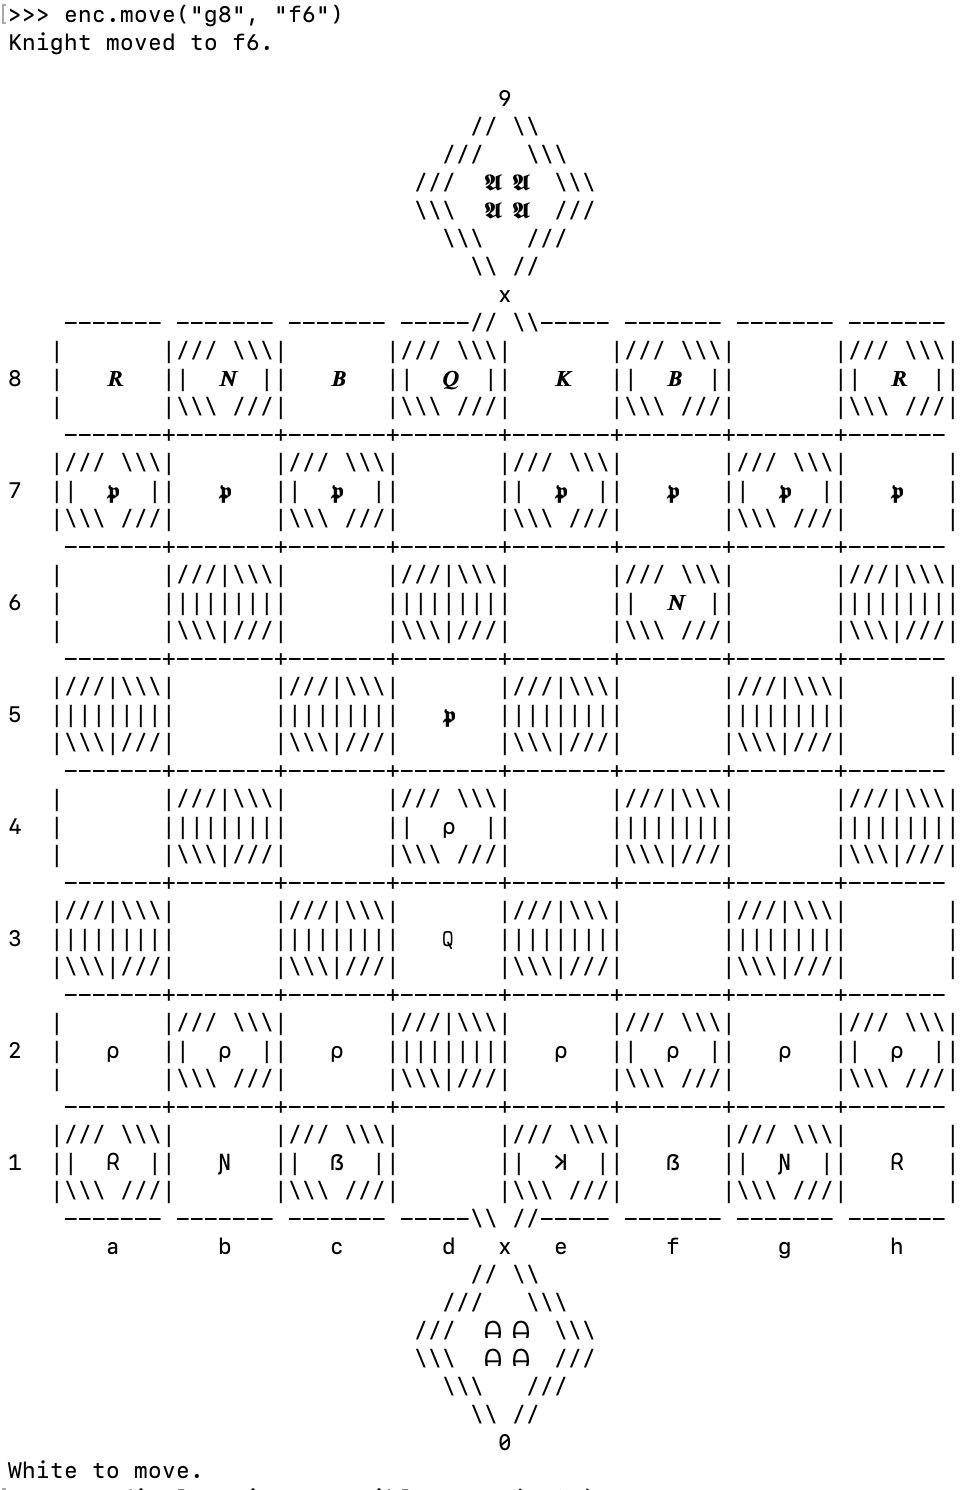 >>> enc.move("g8", "f6")
Knight moved to f6.
9
// \\
///     \\\
///   𝕬 𝕬   \\\
\\\   𝕬 𝕬   ///
\\\     ///
\\ //
x
------- ------- ------- -----// \\----- ------- ------- -------
|       |/// \\\|       |/// \\\|       |/// \\\|       |/// \\\|
8 |   R   ||  N  ||   B   ||  Q  ||   K   ||  B  ||       ||  R  ||
|       |\\\ ///|       |\\\ ///|       |\\\ ///|       |\\\ ///|
-------+-------+-------+-------+-------+-------+-------+-------
|/// \\\|       |/// \\\|       |/// \\\|       |/// \\\|       |
7 ||  𝖕  ||   𝖕   ||  𝖕  ||       ||  𝖕  ||   𝖕   ||  𝖕  ||   𝖕   |
|\\\ ///|       |\\\ ///|       |\\\ ///|       |\\\ ///|       |
-------+-------+-------+-------+-------+-------+-------+-------
|       |///|\\\|       |///|\\\|       |/// \\\|       |///|\\\|
6 |       |||||||||       |||||||||       ||  N  ||       |||||||||
|       |\\\|///|       |\\\|///|       |\\\ ///|       |\\\|///|
-------+-------+-------+-------+-------+-------+-------+-------
|///|\\\|       |///|\\\|       |///|\\\|       |///|\\\|       |
5 |||||||||       |||||||||   𝖕   |||||||||       |||||||||       |
|\\\|///|       |\\\|///|       |\\\|///|       |\\\|///|       |
-------+-------+-------+-------+-------+-------+-------+-------
|       |///|\\\|       |/// \\\|       |///|\\\|       |///|\\\|
4 |       |||||||||       ||  ρ  ||       |||||||||       |||||||||
|       |\\\|///|       |\\\ ///|       |\\\|///|       |\\\|///|
-------+-------+-------+-------+-------+-------+-------+-------
|///|\\\|       |///|\\\|       |///|\\\|       |///|\\\|       |
3 |||||||||       |||||||||   Q   |||||||||       |||||||||       |
|\\\|///|       |\\\|///|       |\\\|///|       |\\\|///|       |
-------+-------+-------+-------+-------+-------+-------+-------
|       |/// \\\|       |///|\\\|       |/// \\\|       |/// \\\|
2 |   ρ   ||  ρ  ||   ρ   |||||||||   ρ   ||  ρ  ||   ρ   ||  ρ  ||
|       |\\\ ///|       |\\\|///|       |\\\ ///|       |\\\ ///|
-------+-------+-------+-------+-------+-------+-------+-------
|/// \\\|       |/// \\\|       |/// \\\|       |/// \\\|       |
1 ||  R  ||   Ɲ   ||  ß  ||       ||  ꓘ  ||   ß   ||  Ɲ  ||   R   |
|\\\ ///|       |\\\ ///|       |\\\ ///|       |\\\ ///|       |
------- ------- ------- -----\\ //----- ------- ------- -------
a b c d x e f g h
// \\
///     \\\
///   ᗩ ᗩ   \\\
\\\   ᗩ ᗩ   ///
\\\     ///
\\ //
0
White to move.